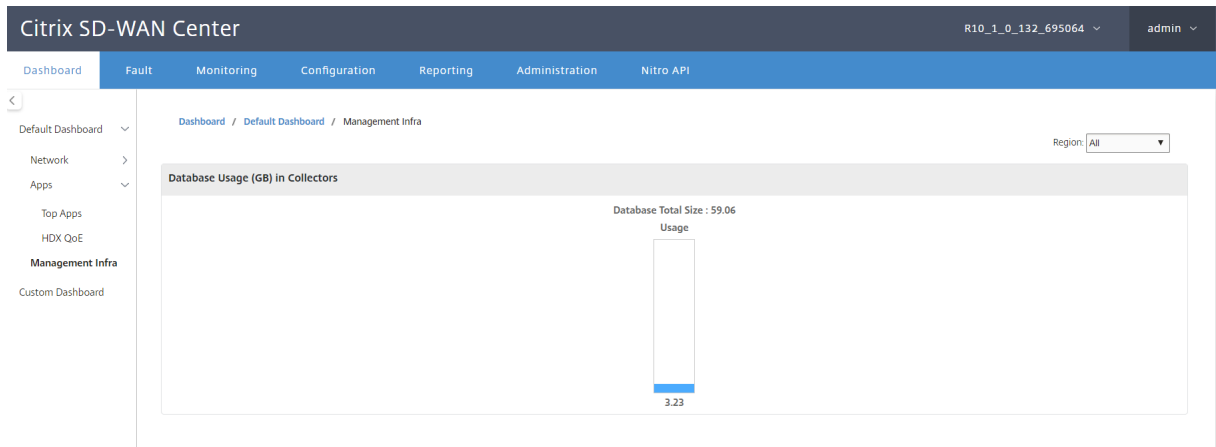 Citrix SD-WAN Center
R10_1_0_132_695064
admin
Dashboard Fault Monitoring Configuration Reporting Administration Nitro API
Default Dashboard
Network
Apps
Top Apps
HDX QoE
Management Infra
Custom Dashboard
Dashboard / Default Dashboard / Management Infra
Region: All
Database Usage (GB) in Collectors
Database Total Size : 59.06
Usage
3.23